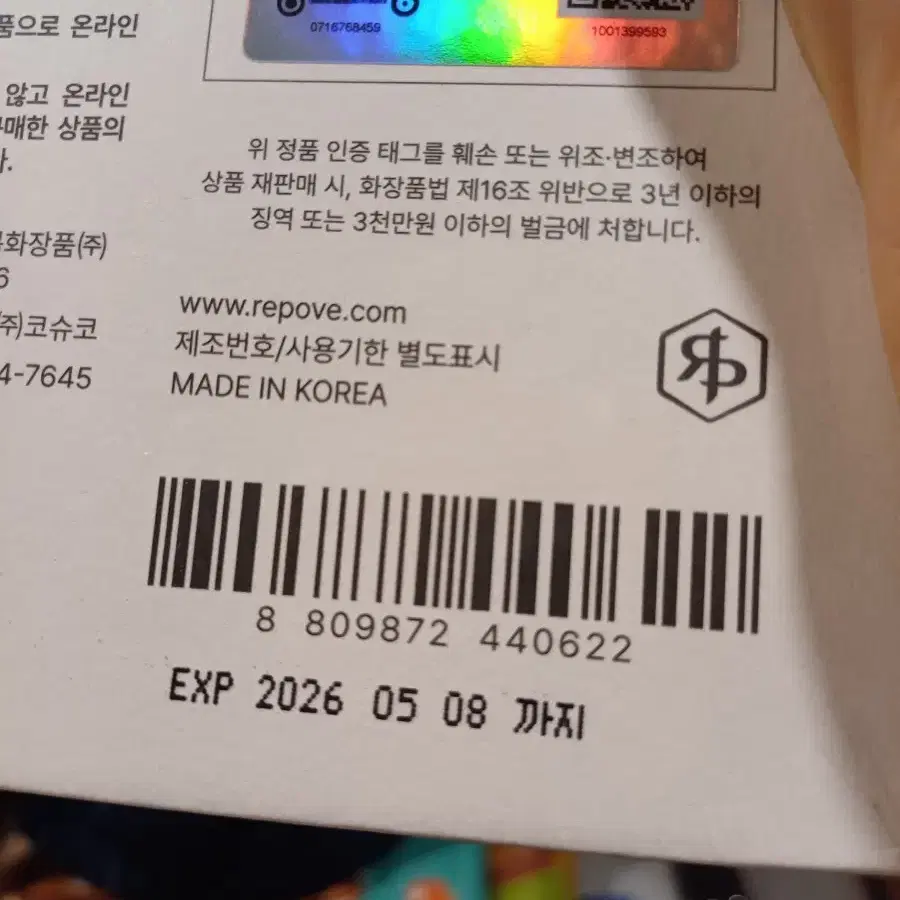 품으로 온라인
않고 온라인
매한 상품의
화장품(주)
6
(주)코슈코
4-7645
0716768459
1001399593
위 정품 인증 태그를 훼손 또는 위조·변조하여
상품 재판매 시, 화장품법 제16조 위반으로 3년 이하의
징역 또는 3천만원 이하의 벌금에 처합니다.
www.repove.com
제조번호/사용기한 별도표시
MADE IN KOREA
8 809872 440622
EXP 2026 05 08 까지